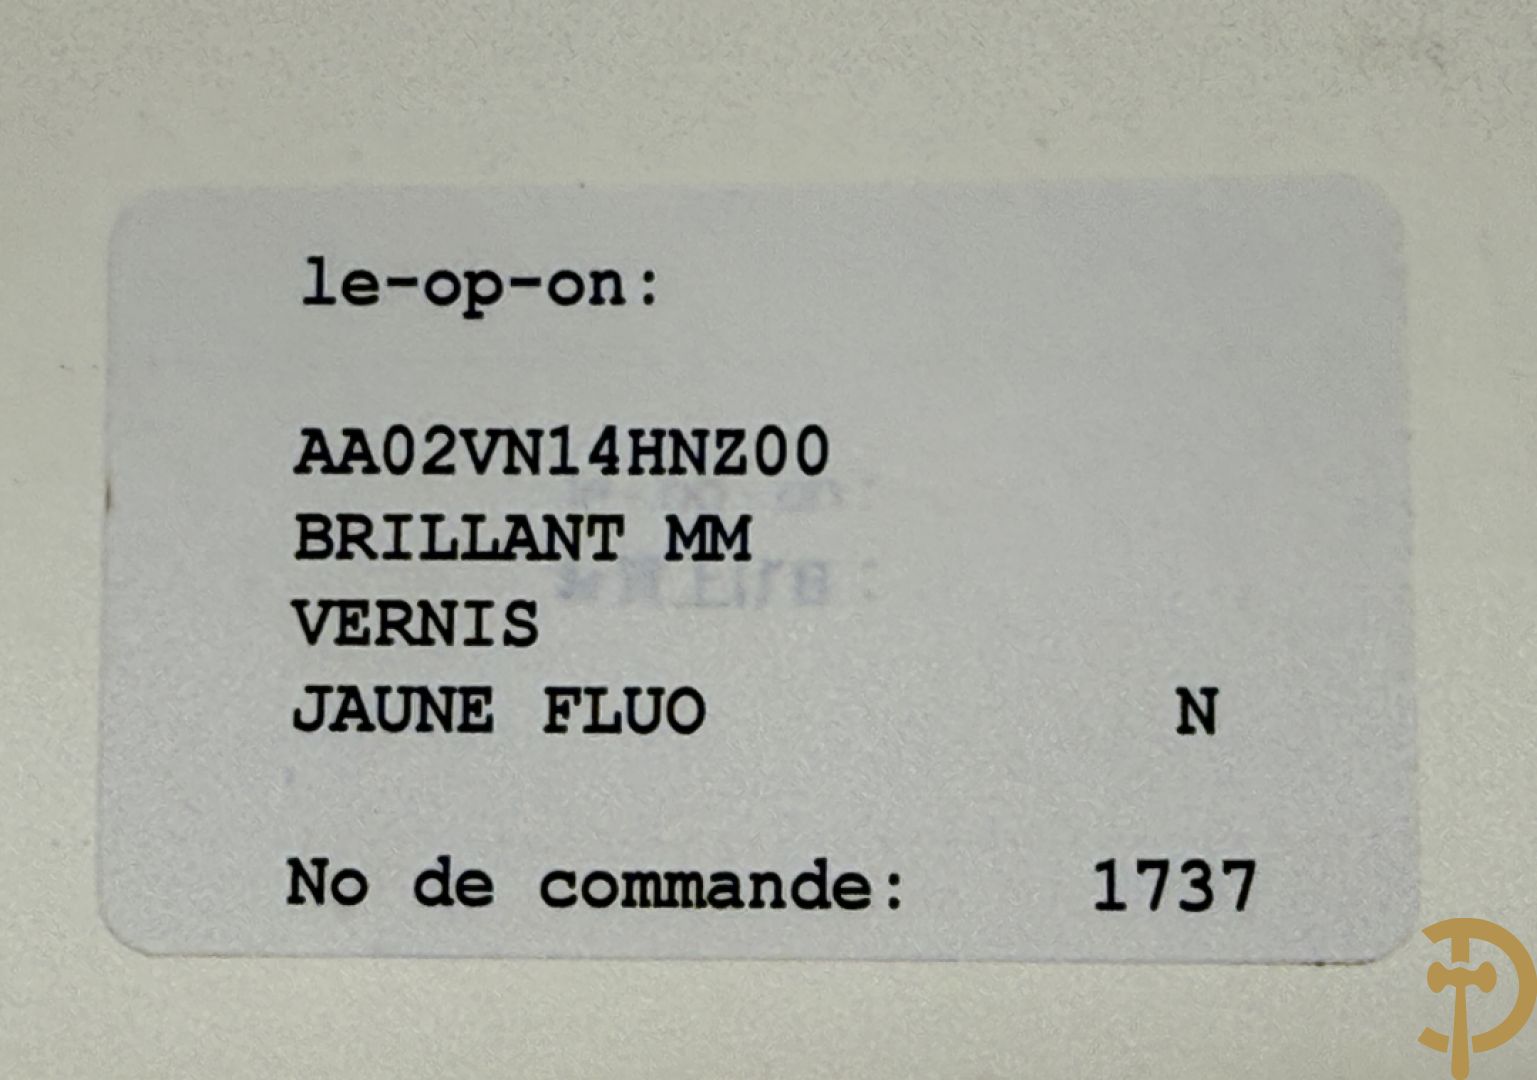 le-op-on:
AA02VN14HNZ00
BRILLANT MM
VERNIS
JAUNE FLUO N
No de commande: 1737